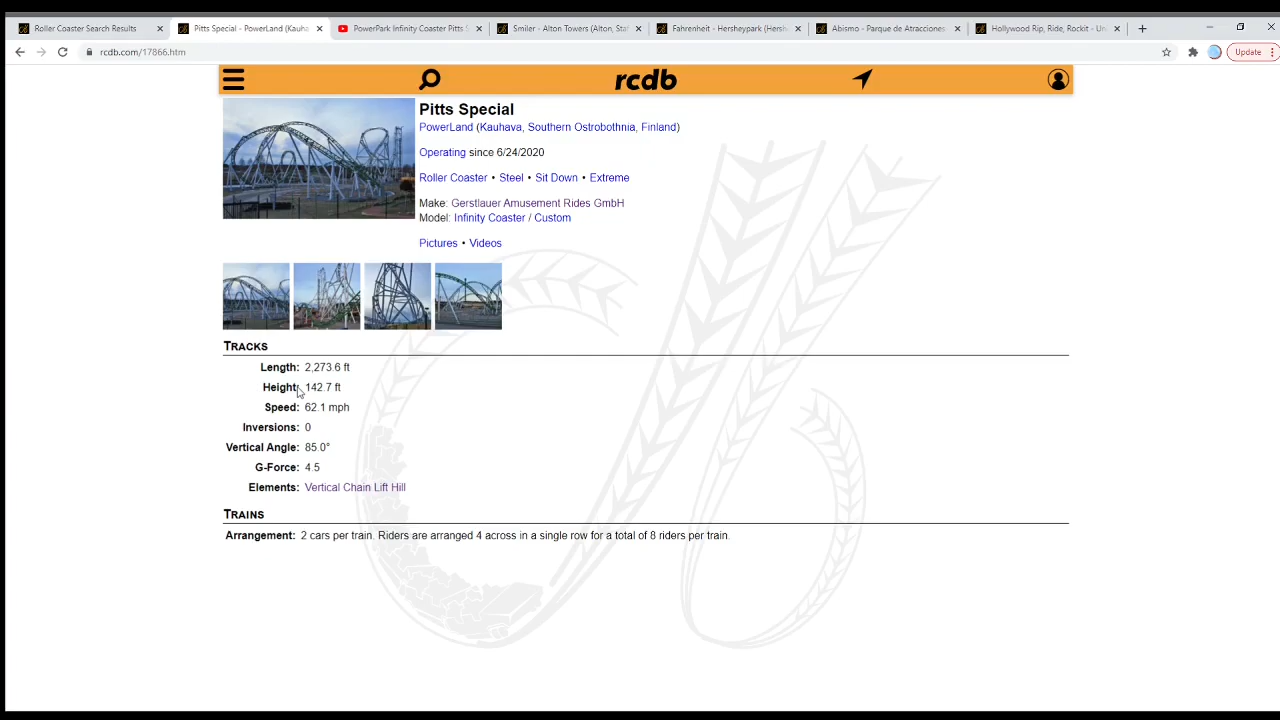 Roller Coaster Search Results
Pitts Special - PowerLand (Kauha
PowerPark Infinity Coaster Pitts S
Smiler - Alton Towers (Alton, Staf
Fahrenheit - Hersheypark (Hersh
Abismo - Parque de Atracciones
Hollywood Rip, Ride, Rockit - Un
rcdb.com/17866.htm
Update
rcdb
Pitts Special
PowerLand (Kauhava, Southern Ostrobothnia, Finland)
Operating since 6/24/2020
Roller Coaster • Steel • Sit Down • Extreme
Make: Gerstlauer Amusement Rides GmbH
Model: Infinity Coaster / Custom
Pictures • Videos
TRACKS
Length: 2,273.6 ft
Height: 142.7 ft
Speed: 62.1 mph
Inversions: 0
Vertical Angle: 85.0°
G-Force: 4.5
Elements: Vertical Chain Lift Hill
TRAINS
Arrangement: 2 cars per train. Riders are arranged 4 across in a single row for a total of 8 riders per train.